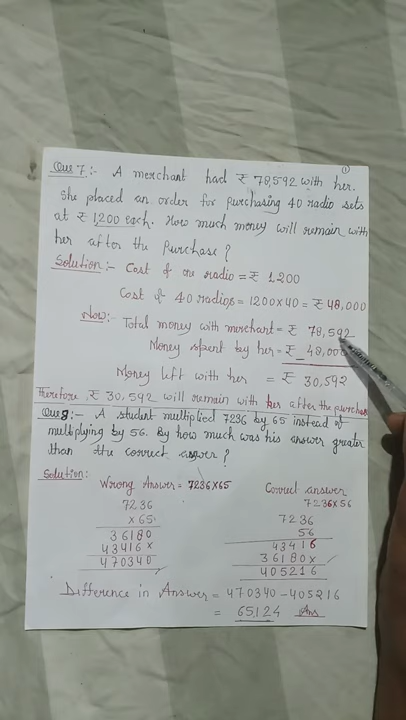 (1)
Que 7:- A merchant had ₹ 78,592 with her.
She placed an order for purchasing 40 radio sets
at ₹ 1,200 each. How much money will remain with
her after the purchase ?
Solution:- Cost of one radio = ₹ 1,200
Cost of 40 radios = 1200 x 40 = ₹ 48,000
Now:- Total money with merchant = ₹ 78,592
Money spent by her = ₹ - 48,000
Money left with her = ₹ 30,592
Therefore, ₹ 30,592 will remain with her after the purchase
Que 8:- A student multiplied 7236 by 65 instead of
multiplying by 56. By how much was his answer greater
than the correct answer ?
Solution:
Wrong Answer = 7236 x 65
7236
x 65
36180
43416 x
470340
Correct answer
7236 x 56
7236
56
43416
36180 x
405216
Difference in Answer = 470340 - 405216
= 65,124 Ans